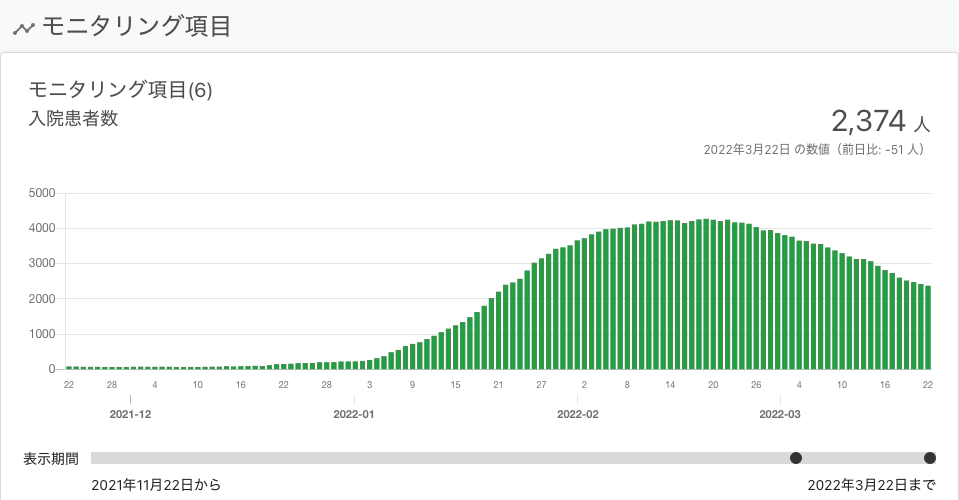 モニタリング項目
モニタリング項目(6)
入院患者数
2,374 人
2022年3月22日 の数値（前日比: -51 人）
5000
4000
3000
2000
1000
0
22 28 4 10 16 22 28 3 9 15 21 27 2 8 14 20 26 4 10 16 22
2021-12 2022-01 2022-02 2022-03
表示期間
2021年11月22日から 2022年3月22日まで